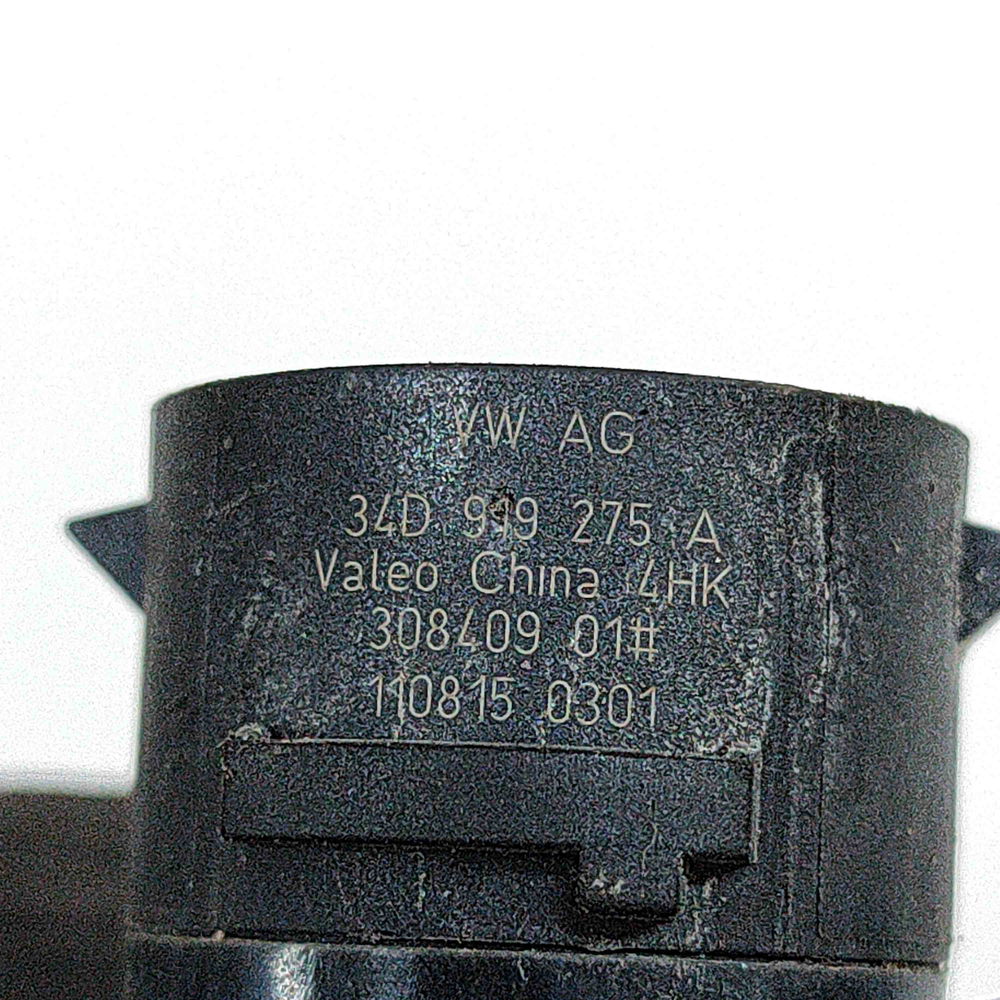 VW AG
34D 919 275 A
Valeo China 4HK
308409 01#
110815 0301